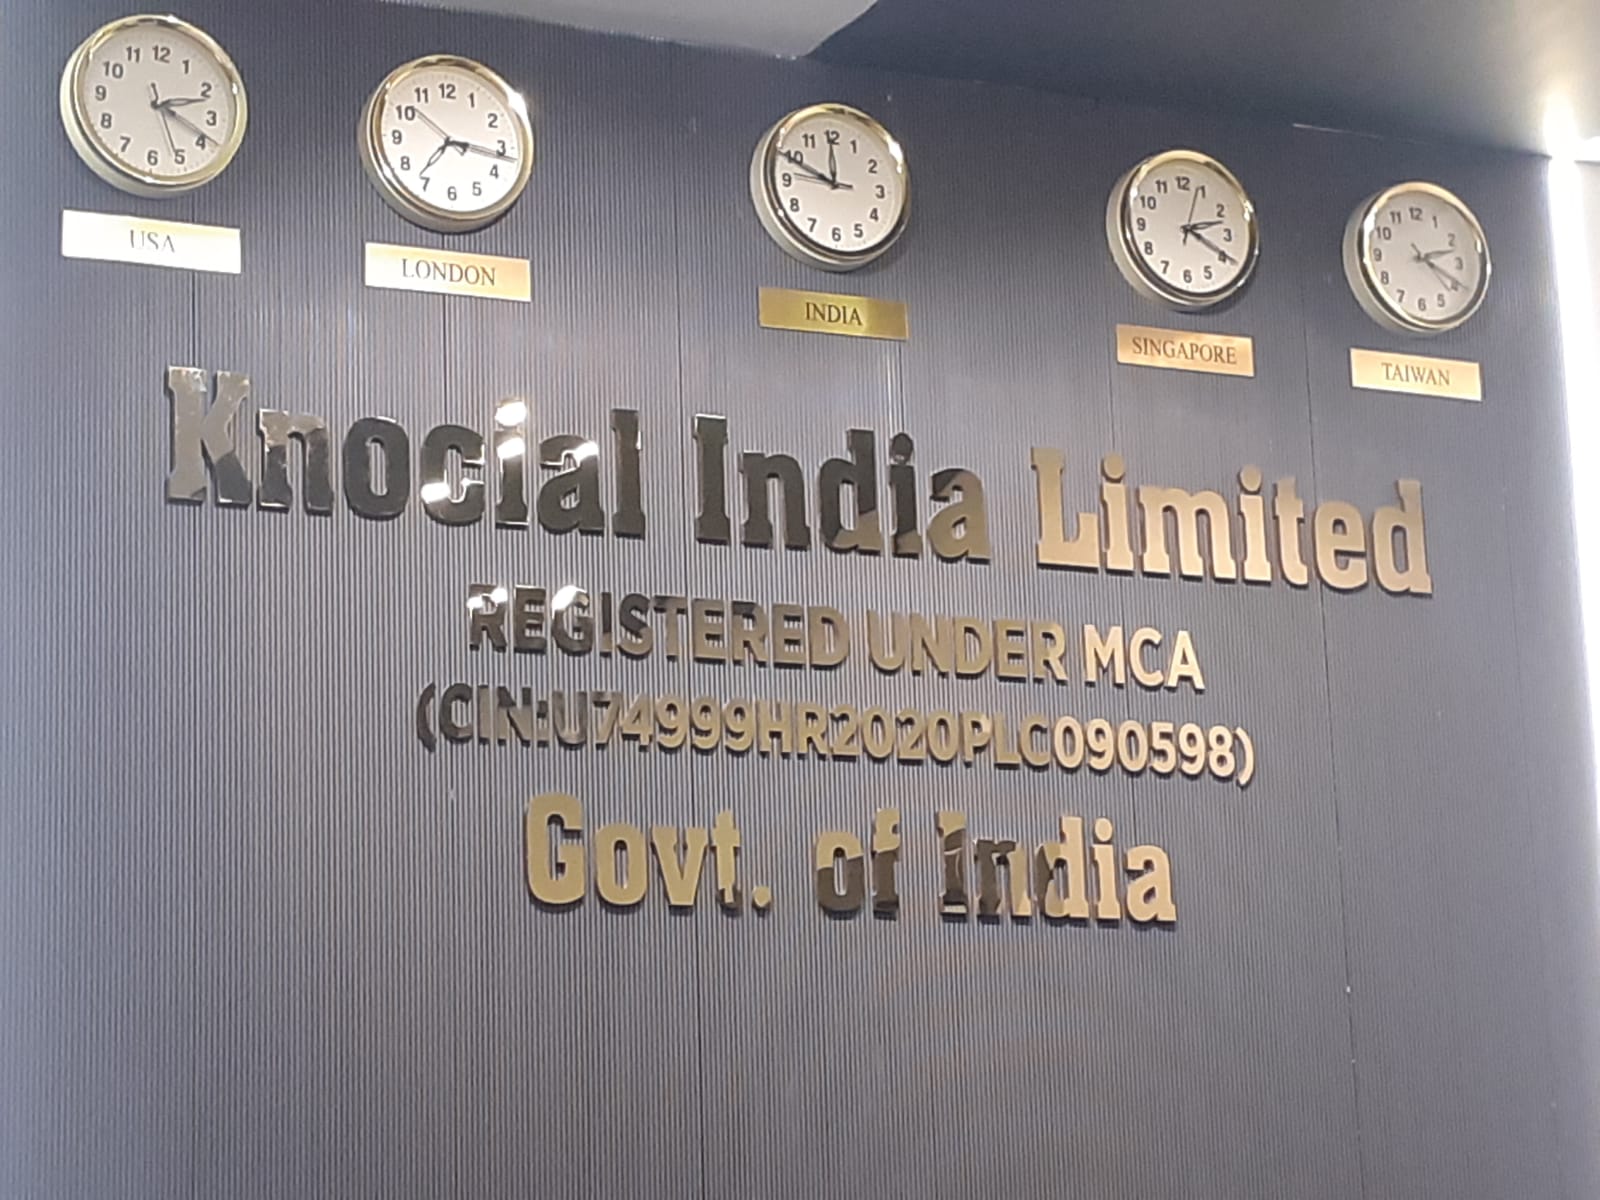 USA
LONDON
INDIA
SINGAPORE
TAIWAN
Knocial India Limited
REGISTERED UNDER MCA
(CIN:U74999HR2020PLC090598)
Govt. of India